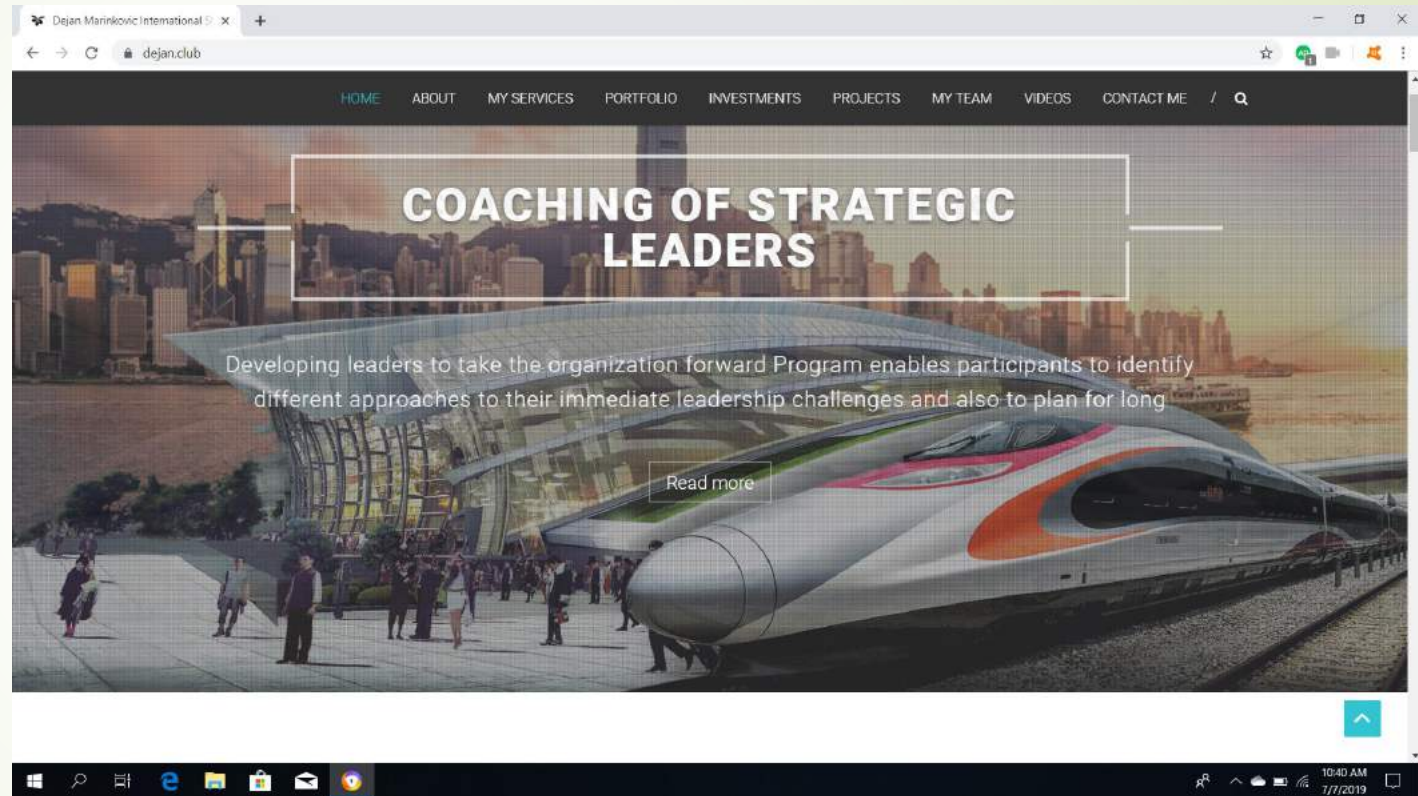 Dejan Marinkovic International S
dejan.club
HOME ABOUT MY SERVICES PORTFOLIO INVESTMENTS PROJECTS MY TEAM VIDEOS CONTACT ME /
COACHING OF STRATEGIC
LEADERS
Developing leaders to take the organization forward Program enables participants to identify
different approaches to their immediate leadership challenges and also to plan for long
Read more
10:40 AM
7/7/2019